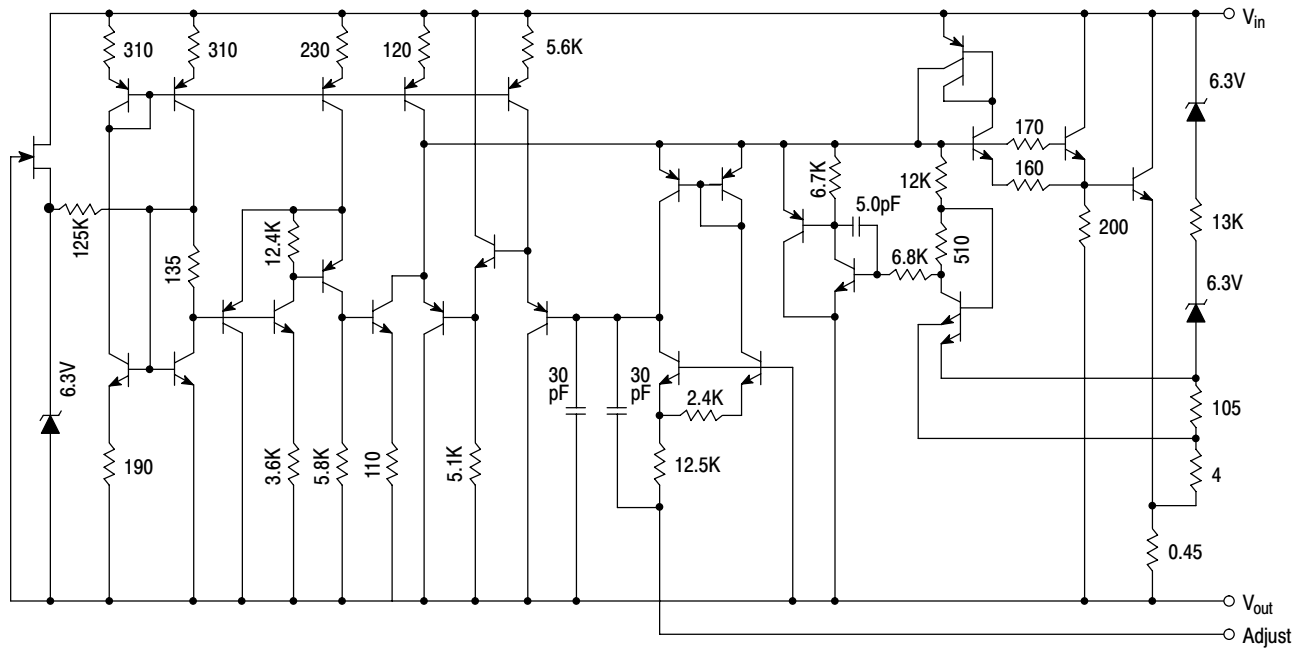 310
310
230
120
5.6K
Vin
6.3V
170
160
6.7K
12K
5.0pF
200
13K
125K
12.4K
510
6.8K
135
6.3V
6.3V
30
pF
30
pF
2.4K
105
190
3.6K
5.8K
110
5.1K
12.5K
4
0.45
Vout
Adjust